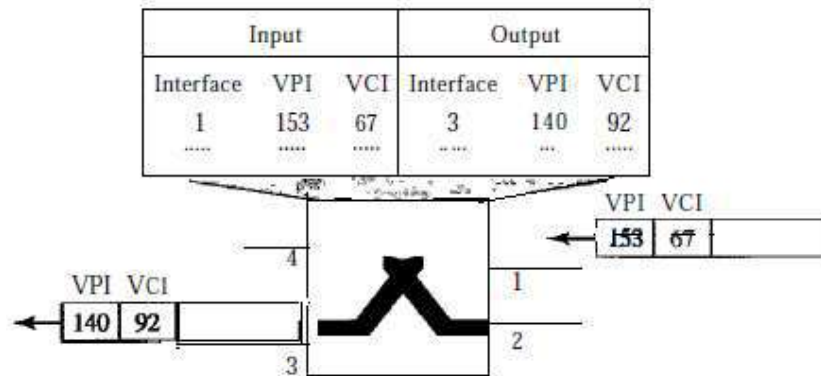 Input Output
Interface VPI VCI Interface VPI VCI
1 153 67 3 140 92
..... ..... ..... ..... ... .....
VPI VCI
153 67
4
1
VPI VCI
140 92
2
3